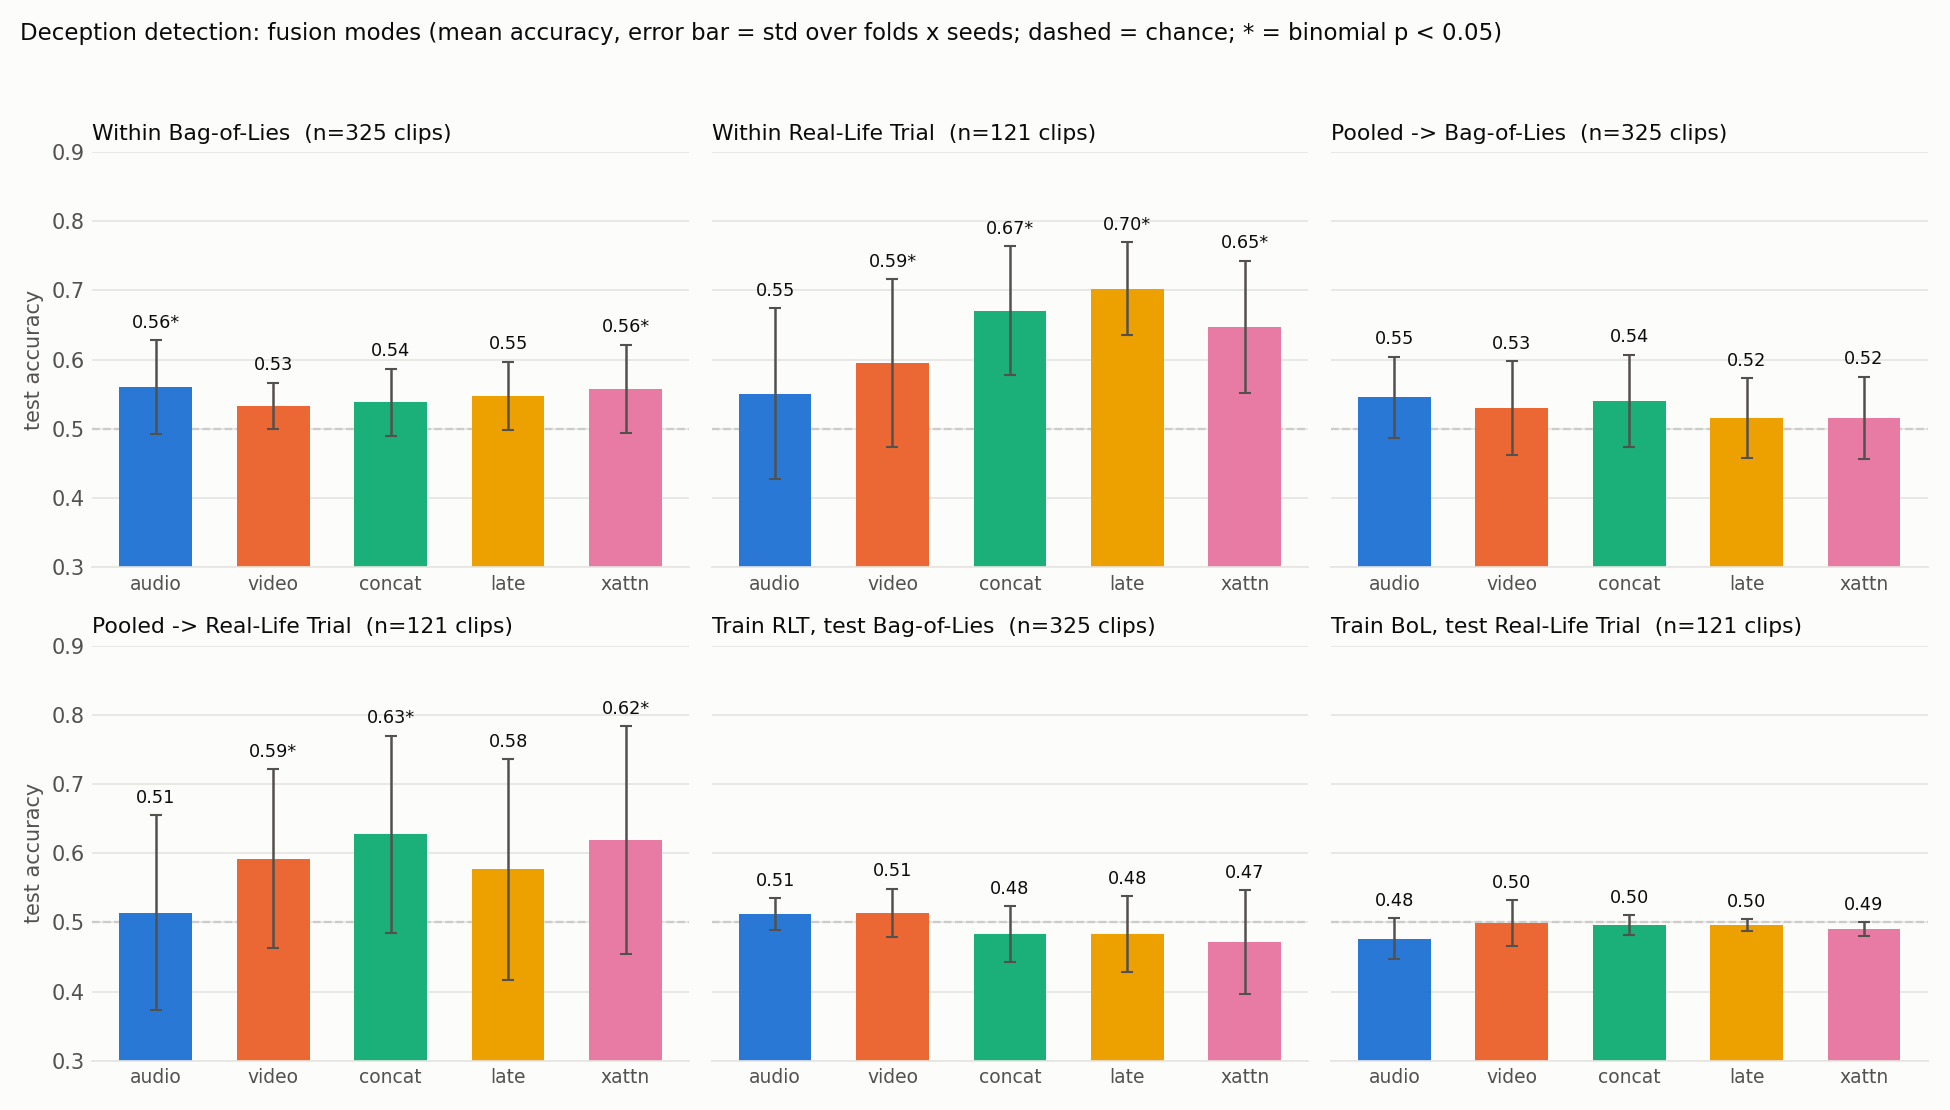 Deception detection: fusion modes (mean accuracy, error bar = std over folds x seeds; dashed = chance; * = binomial p < 0.05)
Within Bag-of-Lies (n=325 clips)
test accuracy
0.9
0.8
0.7
0.6
0.5
0.4
0.3
0.56*
0.53
0.54
0.55
0.56*
audio video concat late xattn
Within Real-Life Trial (n=121 clips)
0.55
0.59*
0.67*
0.70*
0.65*
audio video concat late xattn
Pooled -> Bag-of-Lies (n=325 clips)
0.55
0.53
0.54
0.52
0.52
audio video concat late xattn
Pooled -> Real-Life Trial (n=121 clips)
test accuracy
0.9
0.8
0.7
0.6
0.5
0.4
0.3
0.51
0.59*
0.63*
0.58
0.62*
audio video concat late xattn
Train RLT, test Bag-of-Lies (n=325 clips)
0.51
0.51
0.48
0.48
0.47
audio video concat late xattn
Train BoL, test Real-Life Trial (n=121 clips)
0.48
0.50
0.50
0.50
0.49
audio video concat late xattn